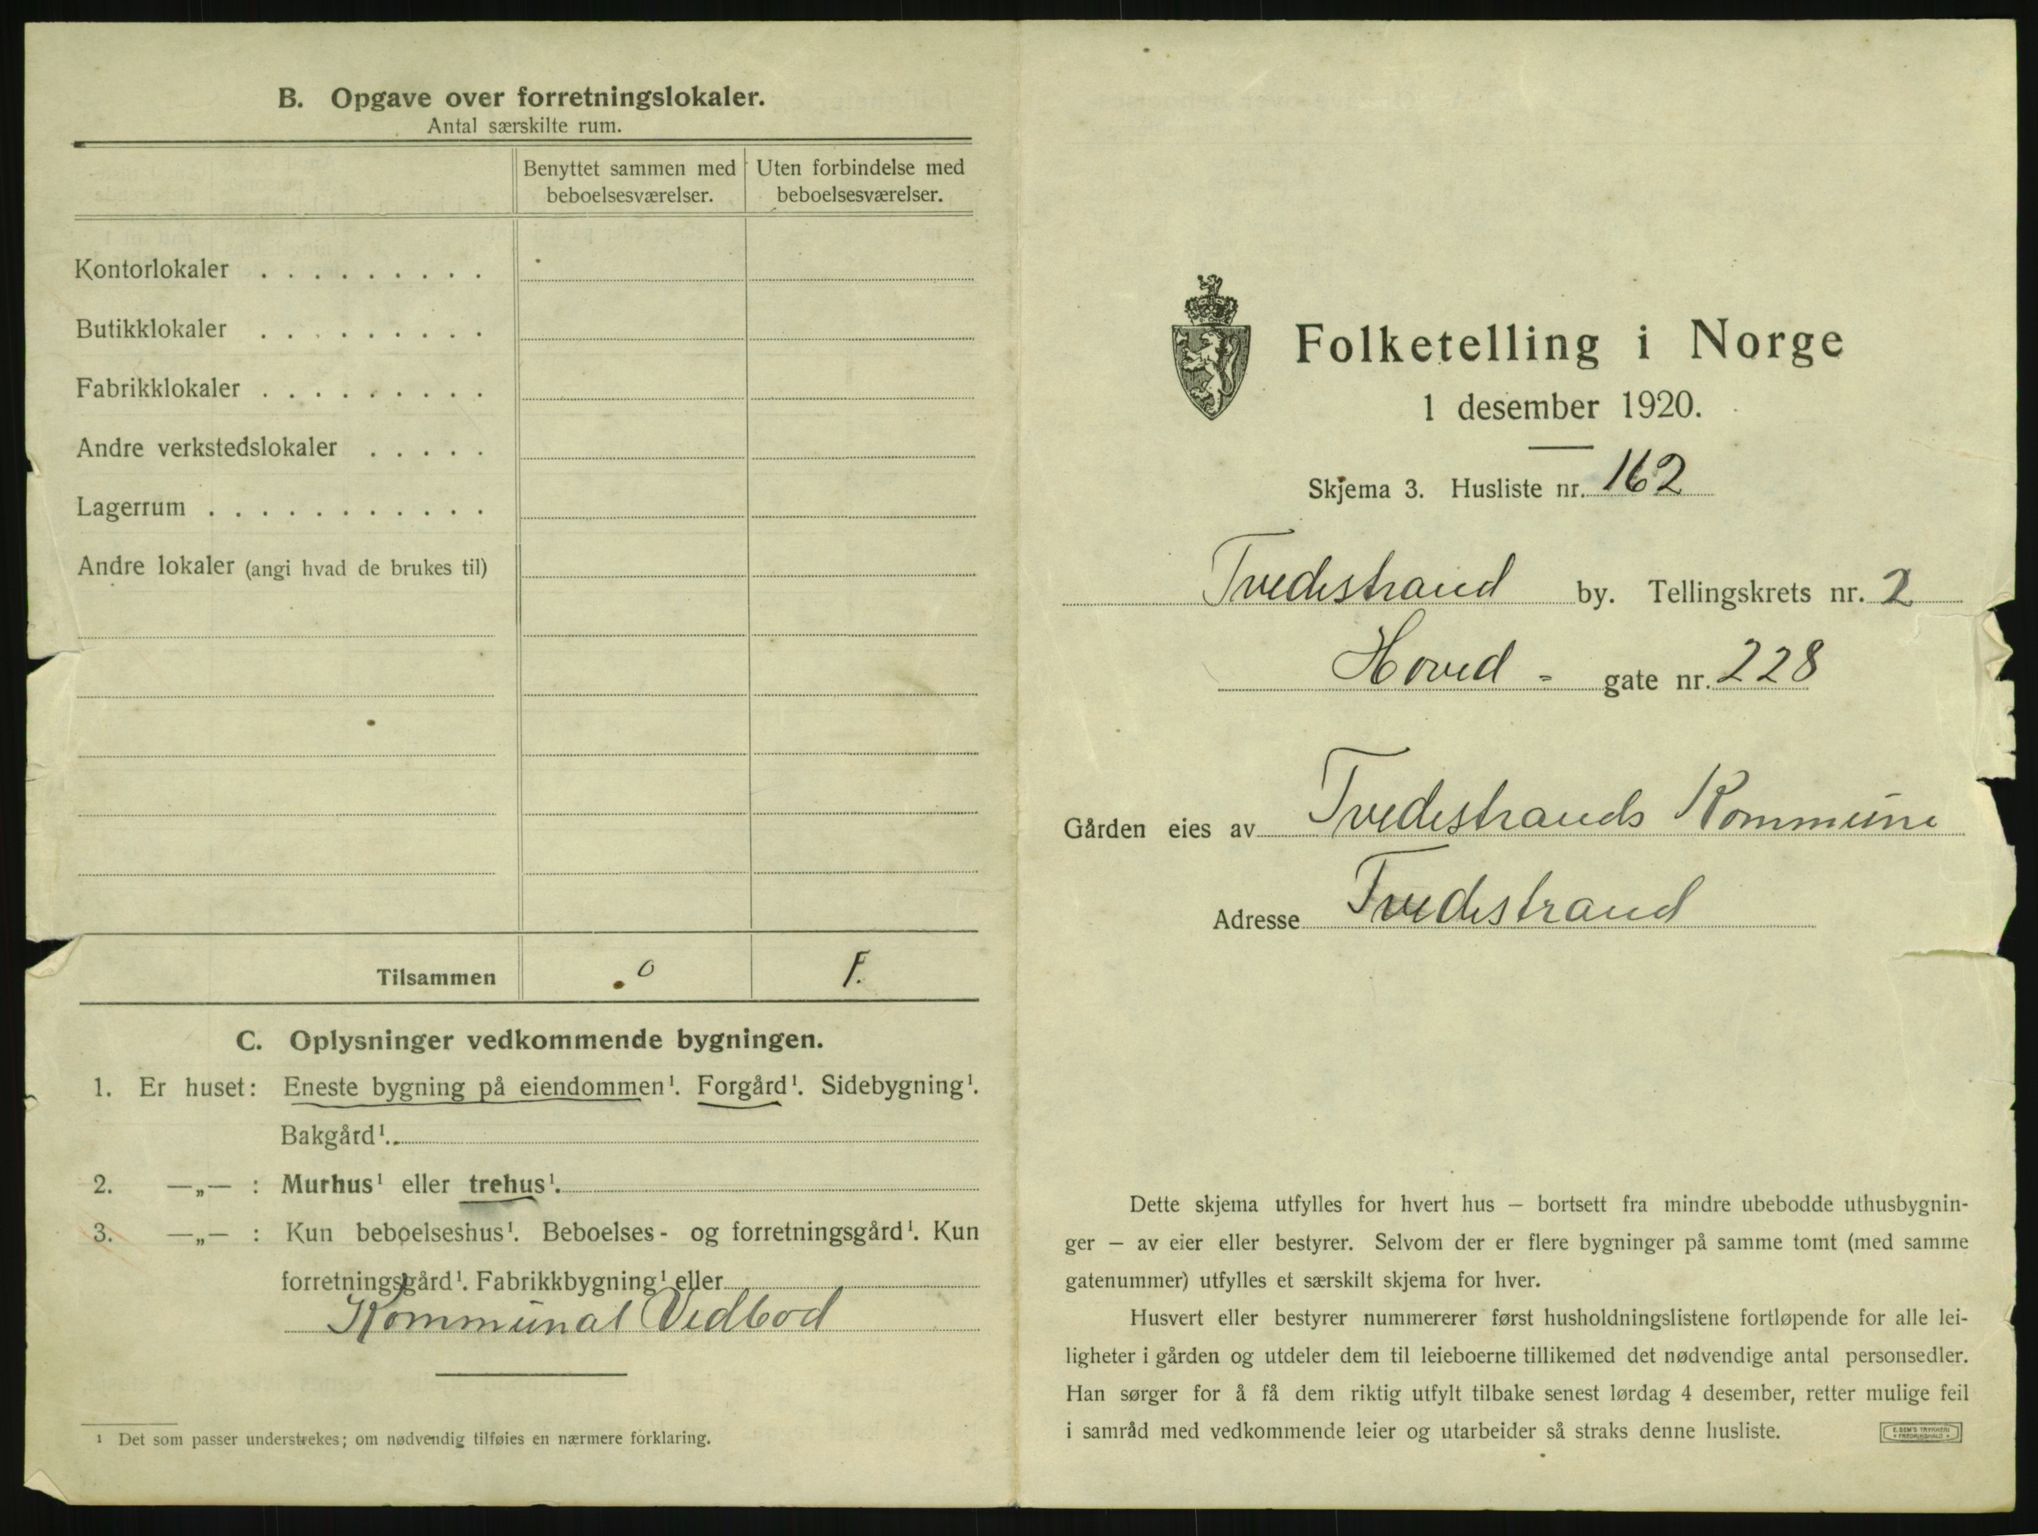 B. Opgave over forretningslokaler.
Antal særskilte rum.
Benyttet sammen med beboelsesværelser.
Uten forbindelse med beboelsesværelser.
Kontorlokaler . . . . . . . . .
Butikklokaler . . . . . . . . .
Fabrikklokaler . . . . . . . . .
Andre verkstedslokaler . . . . .
Lagerrum . . . . . . . . . . .
Andre lokaler (angi hvad de brukes til)
Tilsammen 0
C. Oplysninger vedkommende bygningen.
1. Er huset: Eneste bygning på eiendommen¹. Forgård¹. Sidebygning¹.
Bakgård¹.
2. —„— : Murhus¹ eller trehus¹.
3. —„— : Kun beboelseshus¹. Beboelses- og forretningsgård¹. Kun
forretningsgård¹. Fabrikkbygning¹ eller
Kommunal Vedbod
¹ Det som passer understrekes; om nødvendig tilføies en nærmere forklaring.
Folketelling i Norge
1 desember 1920.
Skjema 3. Husliste nr. 162
Tvedestrand by. Tellingskrets nr. 2
Hoved- gate nr. 228
Gården eies av Tvedestrands Kommune
Adresse Tvedestrand
Dette skjema utfylles for hvert hus – bortsett fra mindre ubebodde uthusbygnin-
ger – av eier eller bestyrer. Selvom der er flere bygninger på samme tomt (med samme
gatenummer) utfylles et særskilt skjema for hver.
Husvert eller bestyrer nummererer først husholdningslistene fortløpende for alle lei-
ligheter i gården og utdeler dem til leieboerne tillikemed det nødvendige antal personsedler.
Han sørger for å få dem riktig utfylt tilbake senest lørdag 4 desember, retter mulige feil
i samråd med vedkommende leier og utarbeider så straks denne husliste.
E. SEM'S TRYKKERI
FREDRIKSHALD